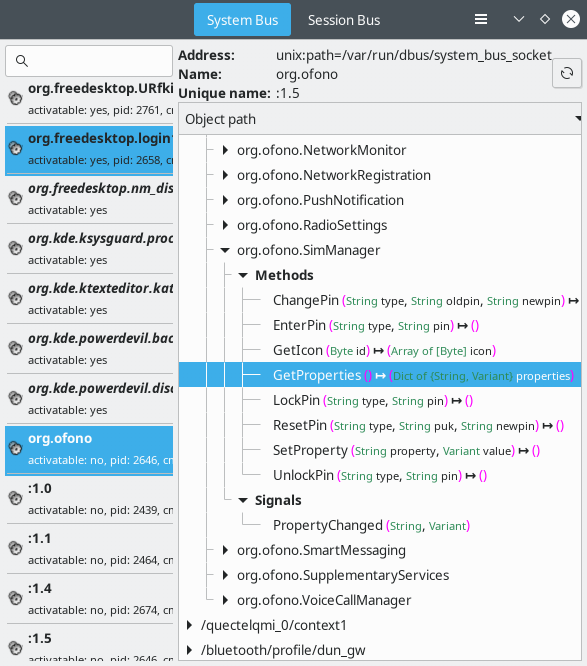 System Bus
Session Bus
Address: unix:path=/var/run/dbus/system_bus_socket
Name: org.ofono
Unique name: :1.5
org.freedesktop.URfki
activatable: yes, pid: 2761, cr
org.freedesktop.login
activatable: yes, pid: 2658, cr
org.freedesktop.nm_dis
activatable: yes
org.kde.ksysguard.proc
activatable: yes
org.kde.ktexteditor.kat
activatable: yes
org.kde.powerdevil.bac
activatable: yes
org.kde.powerdevil.disc
activatable: yes
org.ofono
activatable: no, pid: 2646, cn
:1.0
activatable: no, pid: 2439, cm
:1.1
activatable: no, pid: 2464, cm
:1.4
activatable: no, pid: 2674, cm
:1.5
activatable: no, pid: 2646, cm
Object path
org.ofono.NetworkMonitor
org.ofono.NetworkRegistration
org.ofono.PushNotification
org.ofono.RadioSettings
org.ofono.SimManager
Methods
ChangePin (String type, String oldpin, String newpin) ↦
EnterPin (String type, String pin) ↦ ()
GetIcon (Byte id) ↦ (Array of [Byte] icon)
GetProperties () ↦ (Dict of {String, Variant} properties)
LockPin (String type, String pin) ↦ ()
ResetPin (String type, String puk, String newpin) ↦ ()
SetProperty (String property, Variant value) ↦ ()
UnlockPin (String type, String pin) ↦ ()
Signals
PropertyChanged (String, Variant)
org.ofono.SmartMessaging
org.ofono.SupplementaryServices
org.ofono.VoiceCallManager
/quectelqmi_0/context1
/bluetooth/profile/dun_gw